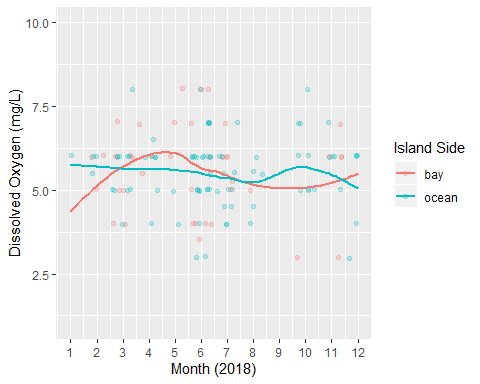 10.0
7.5
5.0
2.5
Dissolved Oxygen (mg/L)
1 2 3 4 5 6 7 8 9 10 11 12
Month (2018)
Island Side
bay
ocean